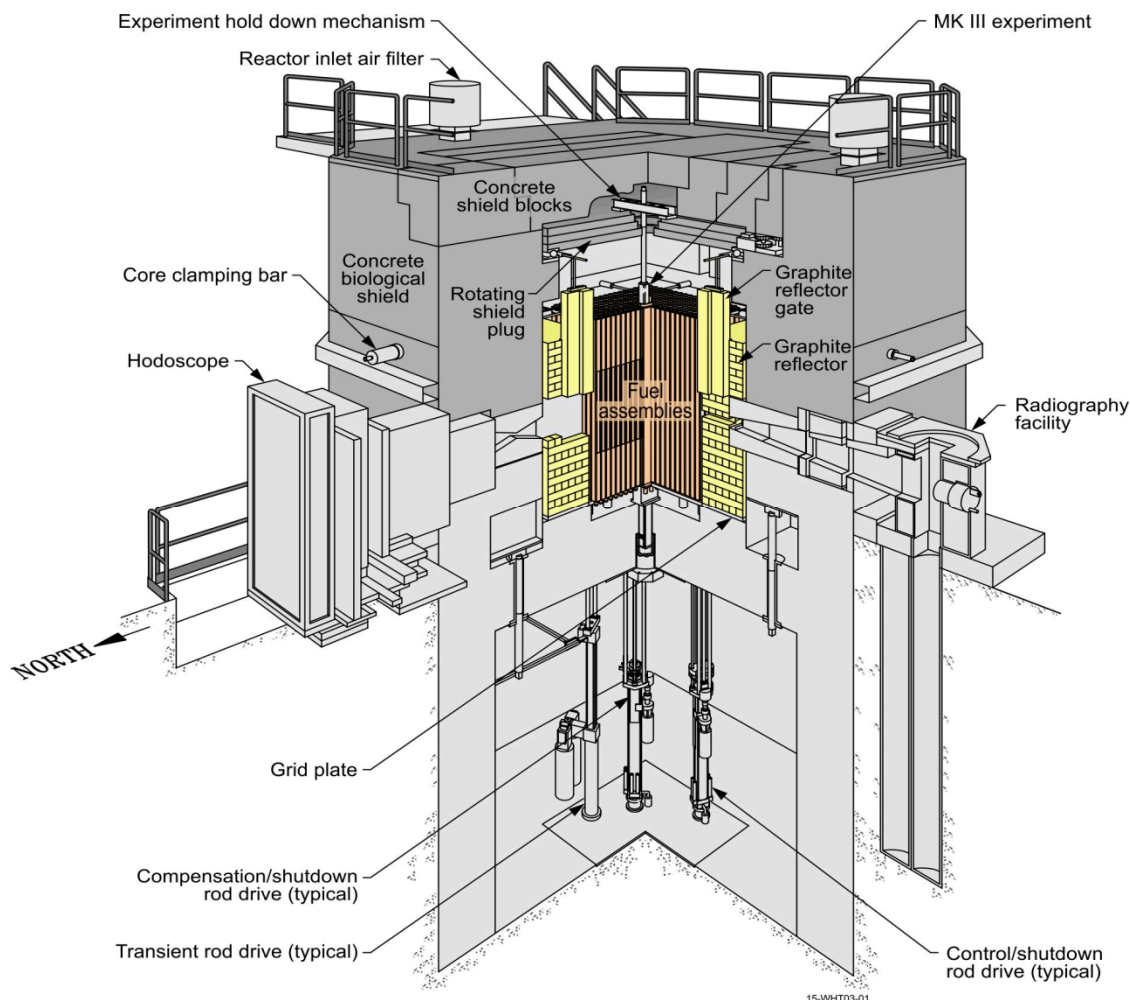 Experiment hold down mechanism
MK III experiment
Reactor inlet air filter
Concrete
shield blocks
Core clamping bar
Concrete
biological
shield
Rotating
shield
plug
Graphite
reflector
gate
Hodoscope
Graphite
reflector
Fuel
assemblies
Radiography
facility
NORTH
Grid plate
Compensation/shutdown
rod drive (typical)
Transient rod drive (typical)
Control/shutdown
rod drive (typical)
15-WHT03-01